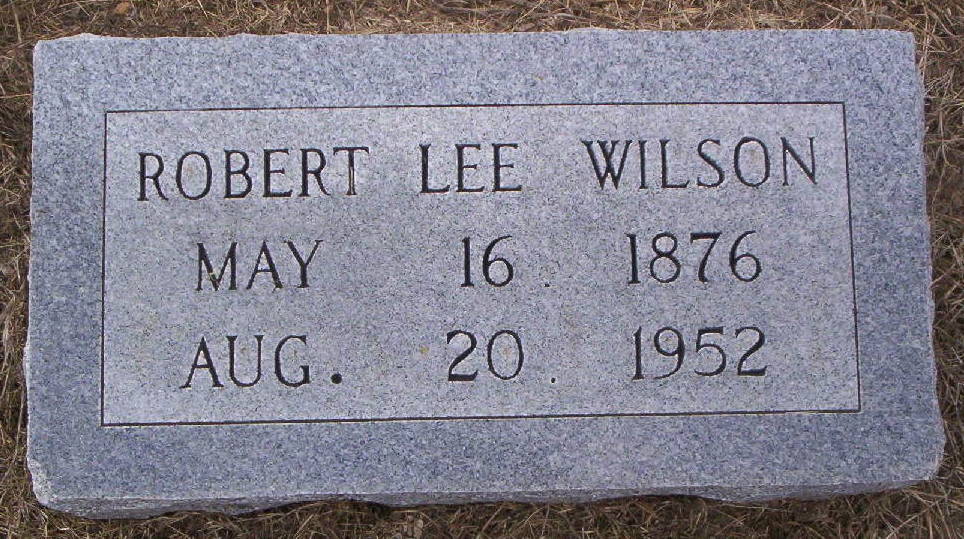 ROBERT LEE WILSON
MAY 16. 1876
AUG. 20. 1952